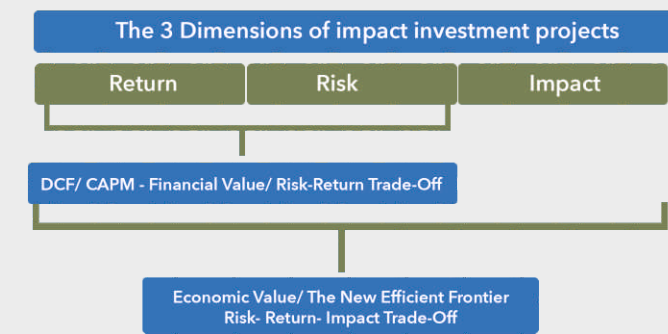 The 3 Dimensions of impact investment projects
Return
Risk
Impact
DCF/ CAPM - Financial Value/ Risk-Return Trade-Off
Economic Value/ The New Efficient Frontier
Risk- Return- Impact Trade-Off